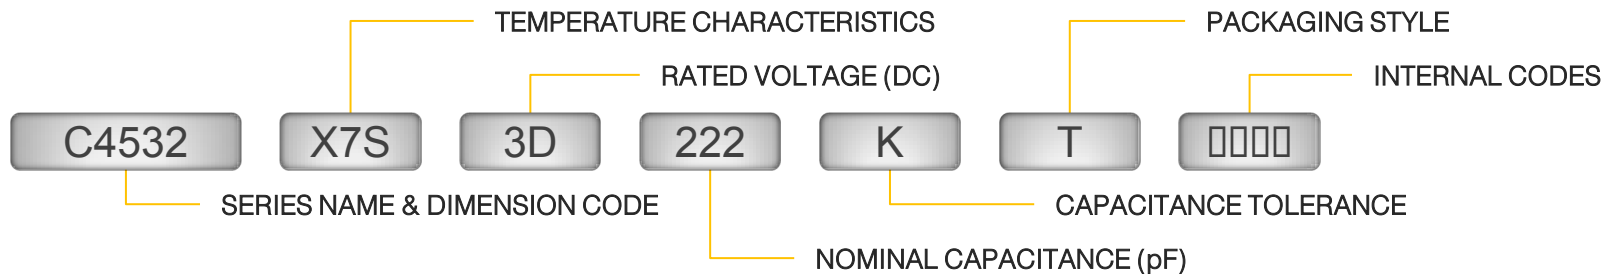 TEMPERATURE CHARACTERISTICS
PACKAGING STYLE
RATED VOLTAGE (DC)
INTERNAL CODES
C4532 X7S 3D 222 K T ▯▯▯▯
SERIES NAME & DIMENSION CODE
CAPACITANCE TOLERANCE
NOMINAL CAPACITANCE (pF)